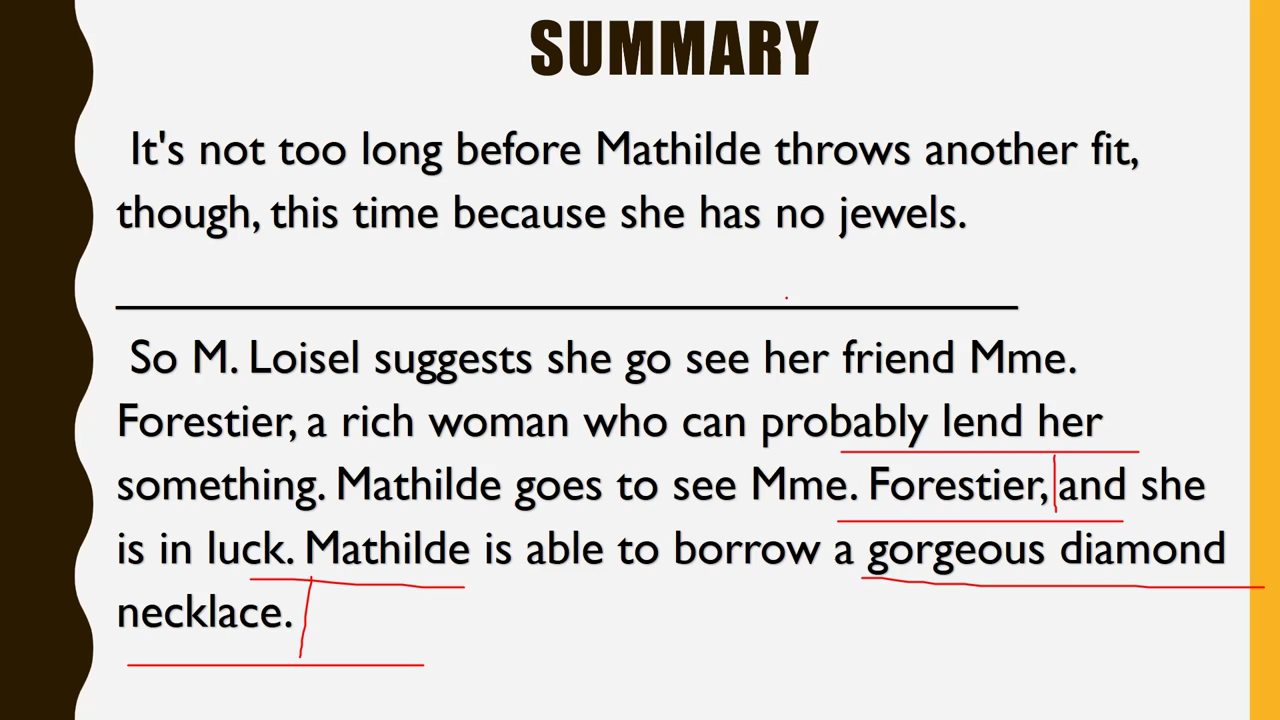 SUMMARY
It's not too long before Mathilde throws another fit,
though, this time because she has no jewels.
So M. Loisel suggests she go see her friend Mme.
Forestier, a rich woman who can probably lend her
something. Mathilde goes to see Mme. Forestier, and she
is in luck. Mathilde is able to borrow a gorgeous diamond
necklace.